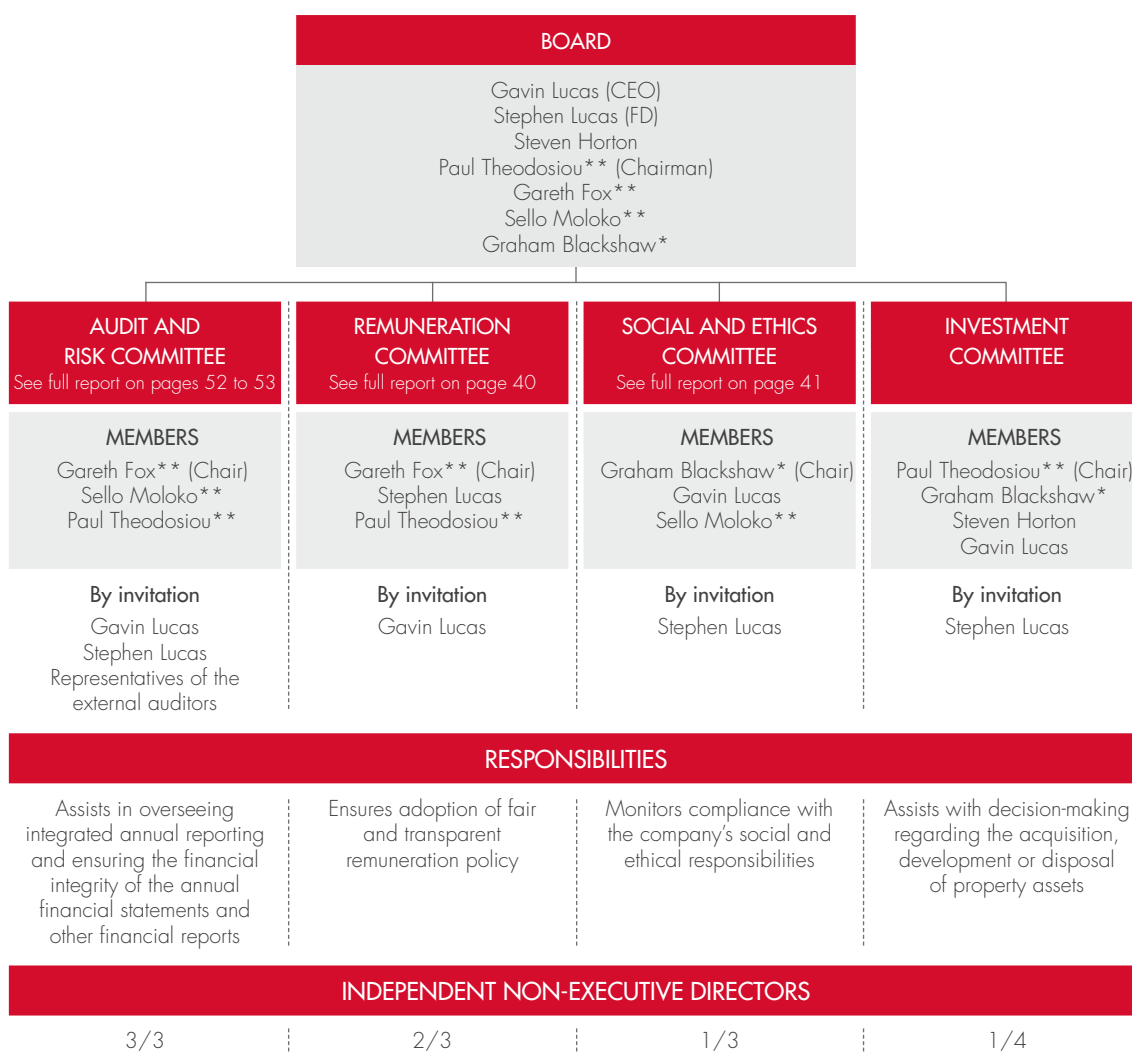 BOARD
Gavin Lucas (CEO)
Stephen Lucas (FD)
Steven Horton
Paul Theodosiou** (Chairman)
Gareth Fox**
Sello Moloko**
Graham Blackshaw*
AUDIT AND
RISK COMMITTEE
See full report on pages 52 to 53
MEMBERS
Gareth Fox** (Chair)
Sello Moloko**
Paul Theodosiou**
By invitation
Gavin Lucas
Stephen Lucas
Representatives of the
external auditors
REMUNERATION
COMMITTEE
See full report on page 40
MEMBERS
Gareth Fox** (Chair)
Stephen Lucas
Paul Theodosiou**
By invitation
Gavin Lucas
SOCIAL AND ETHICS
COMMITTEE
See full report on page 41
MEMBERS
Graham Blackshaw* (Chair)
Gavin Lucas
Sello Moloko**
By invitation
Stephen Lucas
INVESTMENT
COMMITTEE
MEMBERS
Paul Theodosiou** (Chair)
Graham Blackshaw*
Steven Horton
Gavin Lucas
By invitation
Stephen Lucas
RESPONSIBILITIES
Assists in overseeing
integrated annual reporting
and ensuring the financial
integrity of the annual
financial statements and
other financial reports
Ensures adoption of fair
and transparent
remuneration policy
Monitors compliance with
the company's social and
ethical responsibilities
Assists with decision-making
regarding the acquisition,
development or disposal
of property assets
INDEPENDENT NON-EXECUTIVE DIRECTORS
3/3
2/3
1/3
1/4